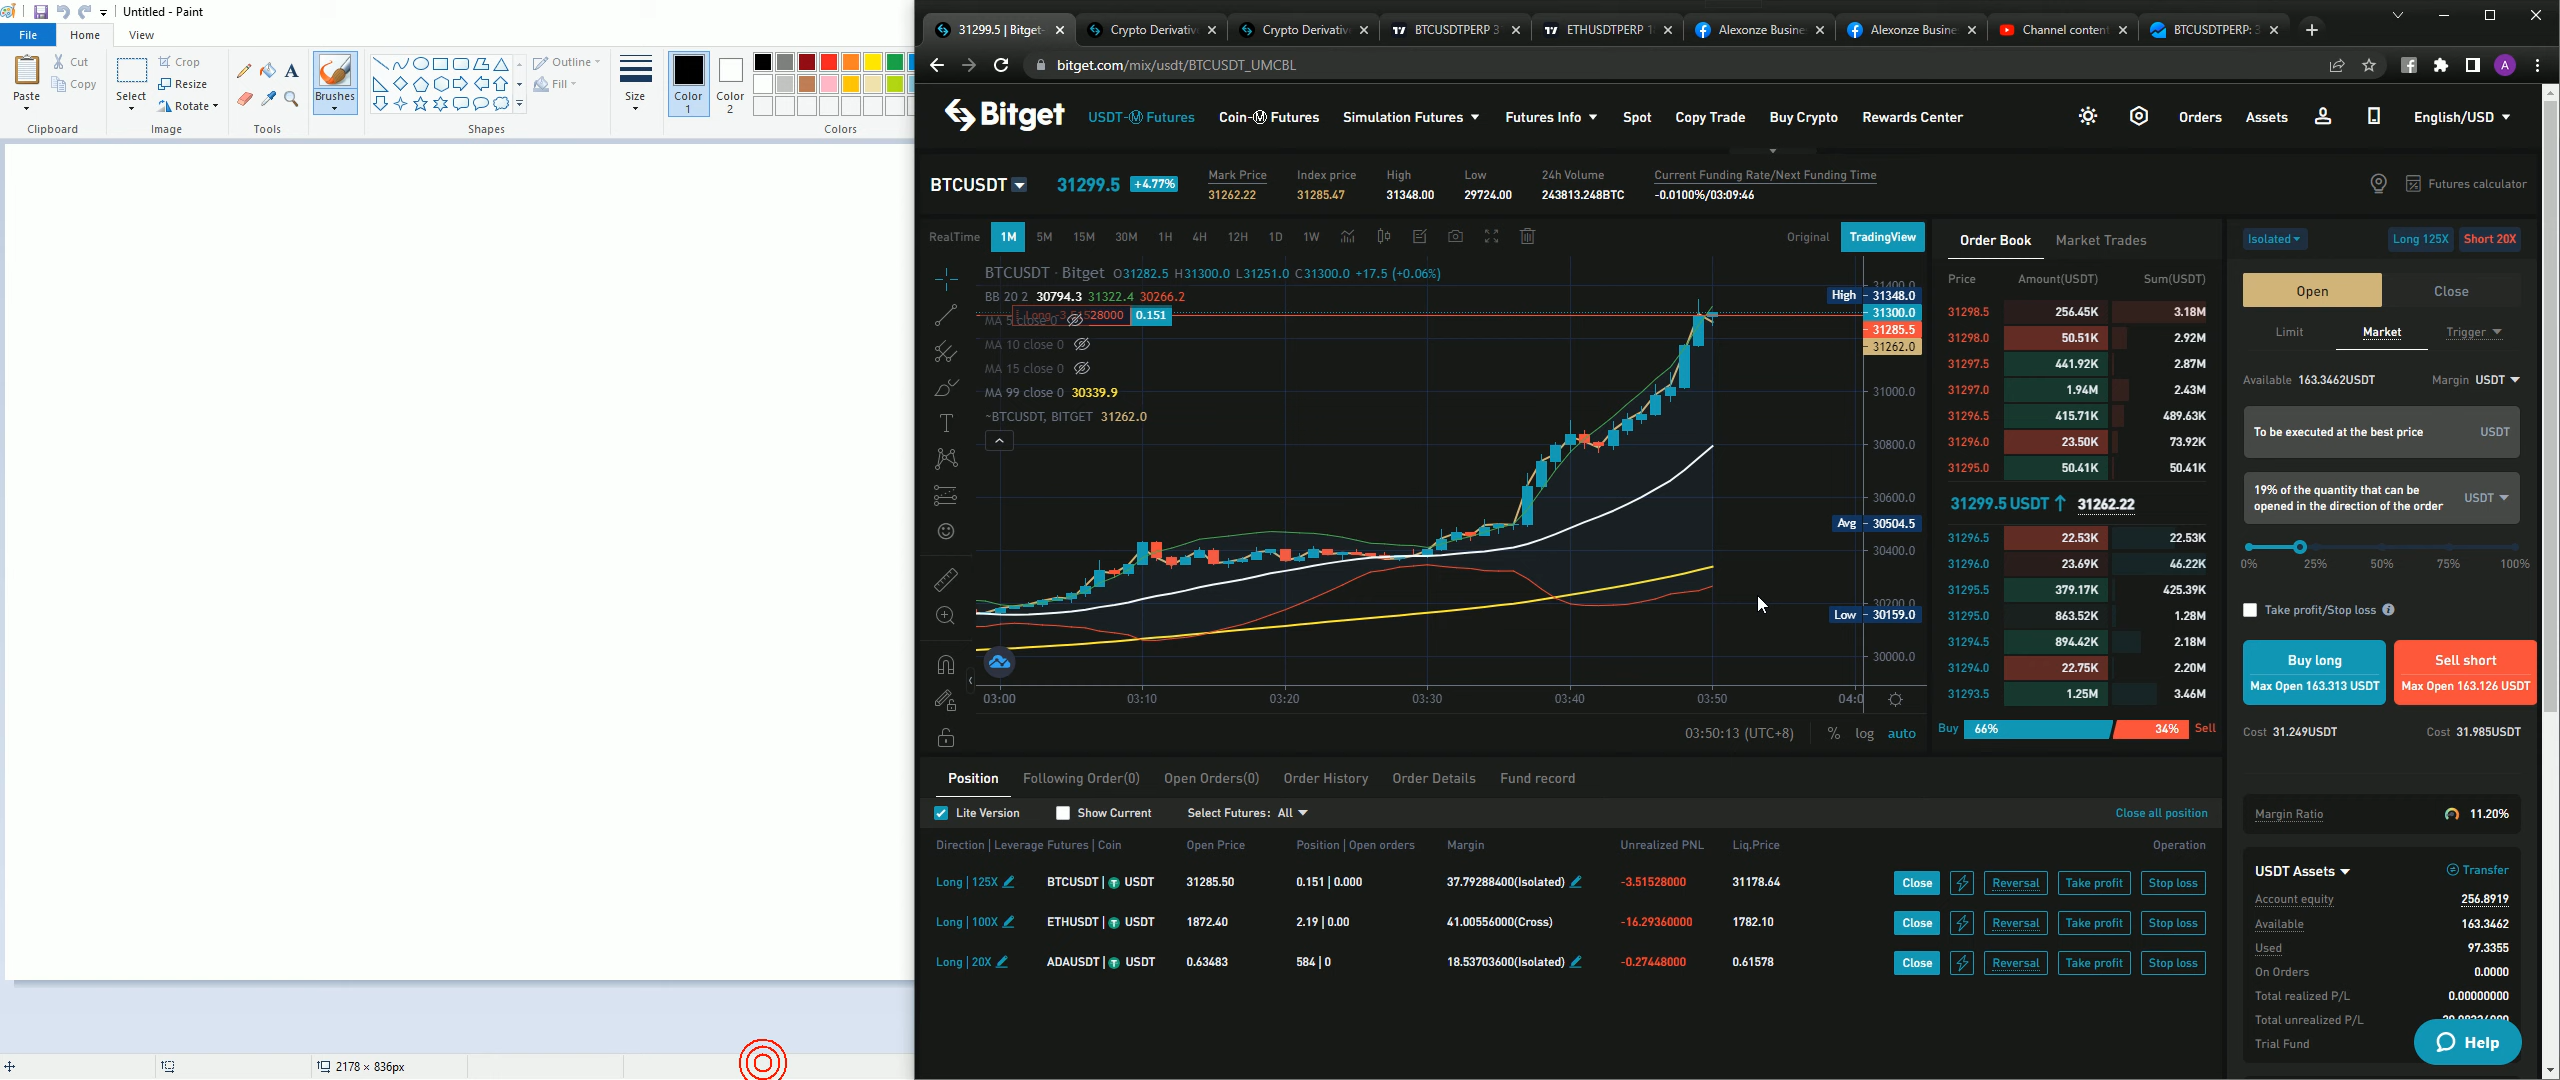 Untitled - Paint
File Home View
Paste Cut Copy Clipboard
Select Crop Resize Rotate Image
Tools
Brushes
Shapes Outline Fill
Size
Color 1 Color 2 Colors
2178 × 836px
31299.5 | Bitget- Crypto Derivativ Crypto Derivativ BTCUSDTPERP 3 ETHUSDTPERP Alexonze Busine Alexonze Busine Channel content BTCUSDTPERP: 3
bitget.com/mix/usdt/BTCUSDT_UMCBL
Bitget USDT-Ⓜ Futures Coin-Ⓜ Futures Simulation Futures Futures Info Spot Copy Trade Buy Crypto Rewards Center Orders Assets English/USD
BTCUSDT 31299.5 +4.77%
Mark Price Index price High Low 24h Volume Current Funding Rate/Next Funding Time
31262.22 31285.47 31348.00 29724.00 243813.248BTC -0.0100%/03:09:46
Futures calculator
RealTime 1M 5M 15M 30M 1H 4H 12H 1D 1W Original TradingView
BTCUSDT · Bitget O31282.5 H31300.0 L31251.0 C31300.0 +17.5 (+0.06%)
BB 20 2 30794.3 31322.4 30266.2
28000 0.151
MA 5 close 0
MA 10 close 0
MA 15 close 0
MA 99 close 0 30339.9
~BTCUSDT, BITGET 31262.0
31400.0
High 31348.0
31300.0
31285.5
31262.0
31000.0
30800.0
30600.0
Avg 30504.5
30400.0
30200.0
Low 30159.0
30000.0
03:00 03:10 03:20 03:30 03:40 03:50 04:0
03:50:13 (UTC+8) % log auto
Order Book Market Trades
Price Amount(USDT) Sum(USDT)
31298.5 256.45K 3.18M
31298.0 50.51K 2.92M
31297.5 441.92K 2.87M
31297.0 1.94M 2.43M
31296.5 415.71K 489.63K
31296.0 23.50K 73.92K
31295.0 50.41K 50.41K
31299.5 USDT ↑ 31262.22
31296.5 22.53K 22.53K
31296.0 23.69K 46.22K
31295.5 379.17K 425.39K
31295.0 863.52K 1.28M
31294.5 894.42K 2.18M
31294.0 22.75K 2.20M
31293.5 1.25M 3.46M
Buy 66% 34% Sell
Isolated Long 125X Short 20X
Open Close
Limit Market Trigger
Available 163.3462USDT Margin USDT
To be executed at the best price USDT
19% of the quantity that can be
opened in the direction of the order USDT
0% 25% 50% 75% 100%
Take profit/Stop loss
Buy long Sell short
Max Open 163.313 USDT Max Open 163.126 USDT
Cost 31.249USDT Cost 31.985USDT
Margin Ratio 11.20%
USDT Assets Transfer
Account equity 256.8919
Available 163.3462
Used 97.3355
On Orders 0.0000
Total realized P/L 0.00000000
Total unrealized P/L
Trial Fund
Help
Position Following Order(0) Open Orders(0) Order History Order Details Fund record
Lite Version Show Current Select Futures: All Close all position
Direction | Leverage Futures | Coin Open Price Position | Open orders Margin Unrealized PNL Liq.Price Operation
Long | 125X BTCUSDT | USDT 31285.50 0.151 | 0.000 37.79288400(Isolated) -3.51528000 31178.64 Close Reversal Take profit Stop loss
Long | 100X ETHUSDT | USDT 1872.40 2.19 | 0.00 41.00556000(Cross) -16.29360000 1782.10 Close Reversal Take profit Stop loss
Long | 20X ADAUSDT | USDT 0.63483 584 | 0 18.53703600(Isolated) -0.27448000 0.61578 Close Reversal Take profit Stop loss